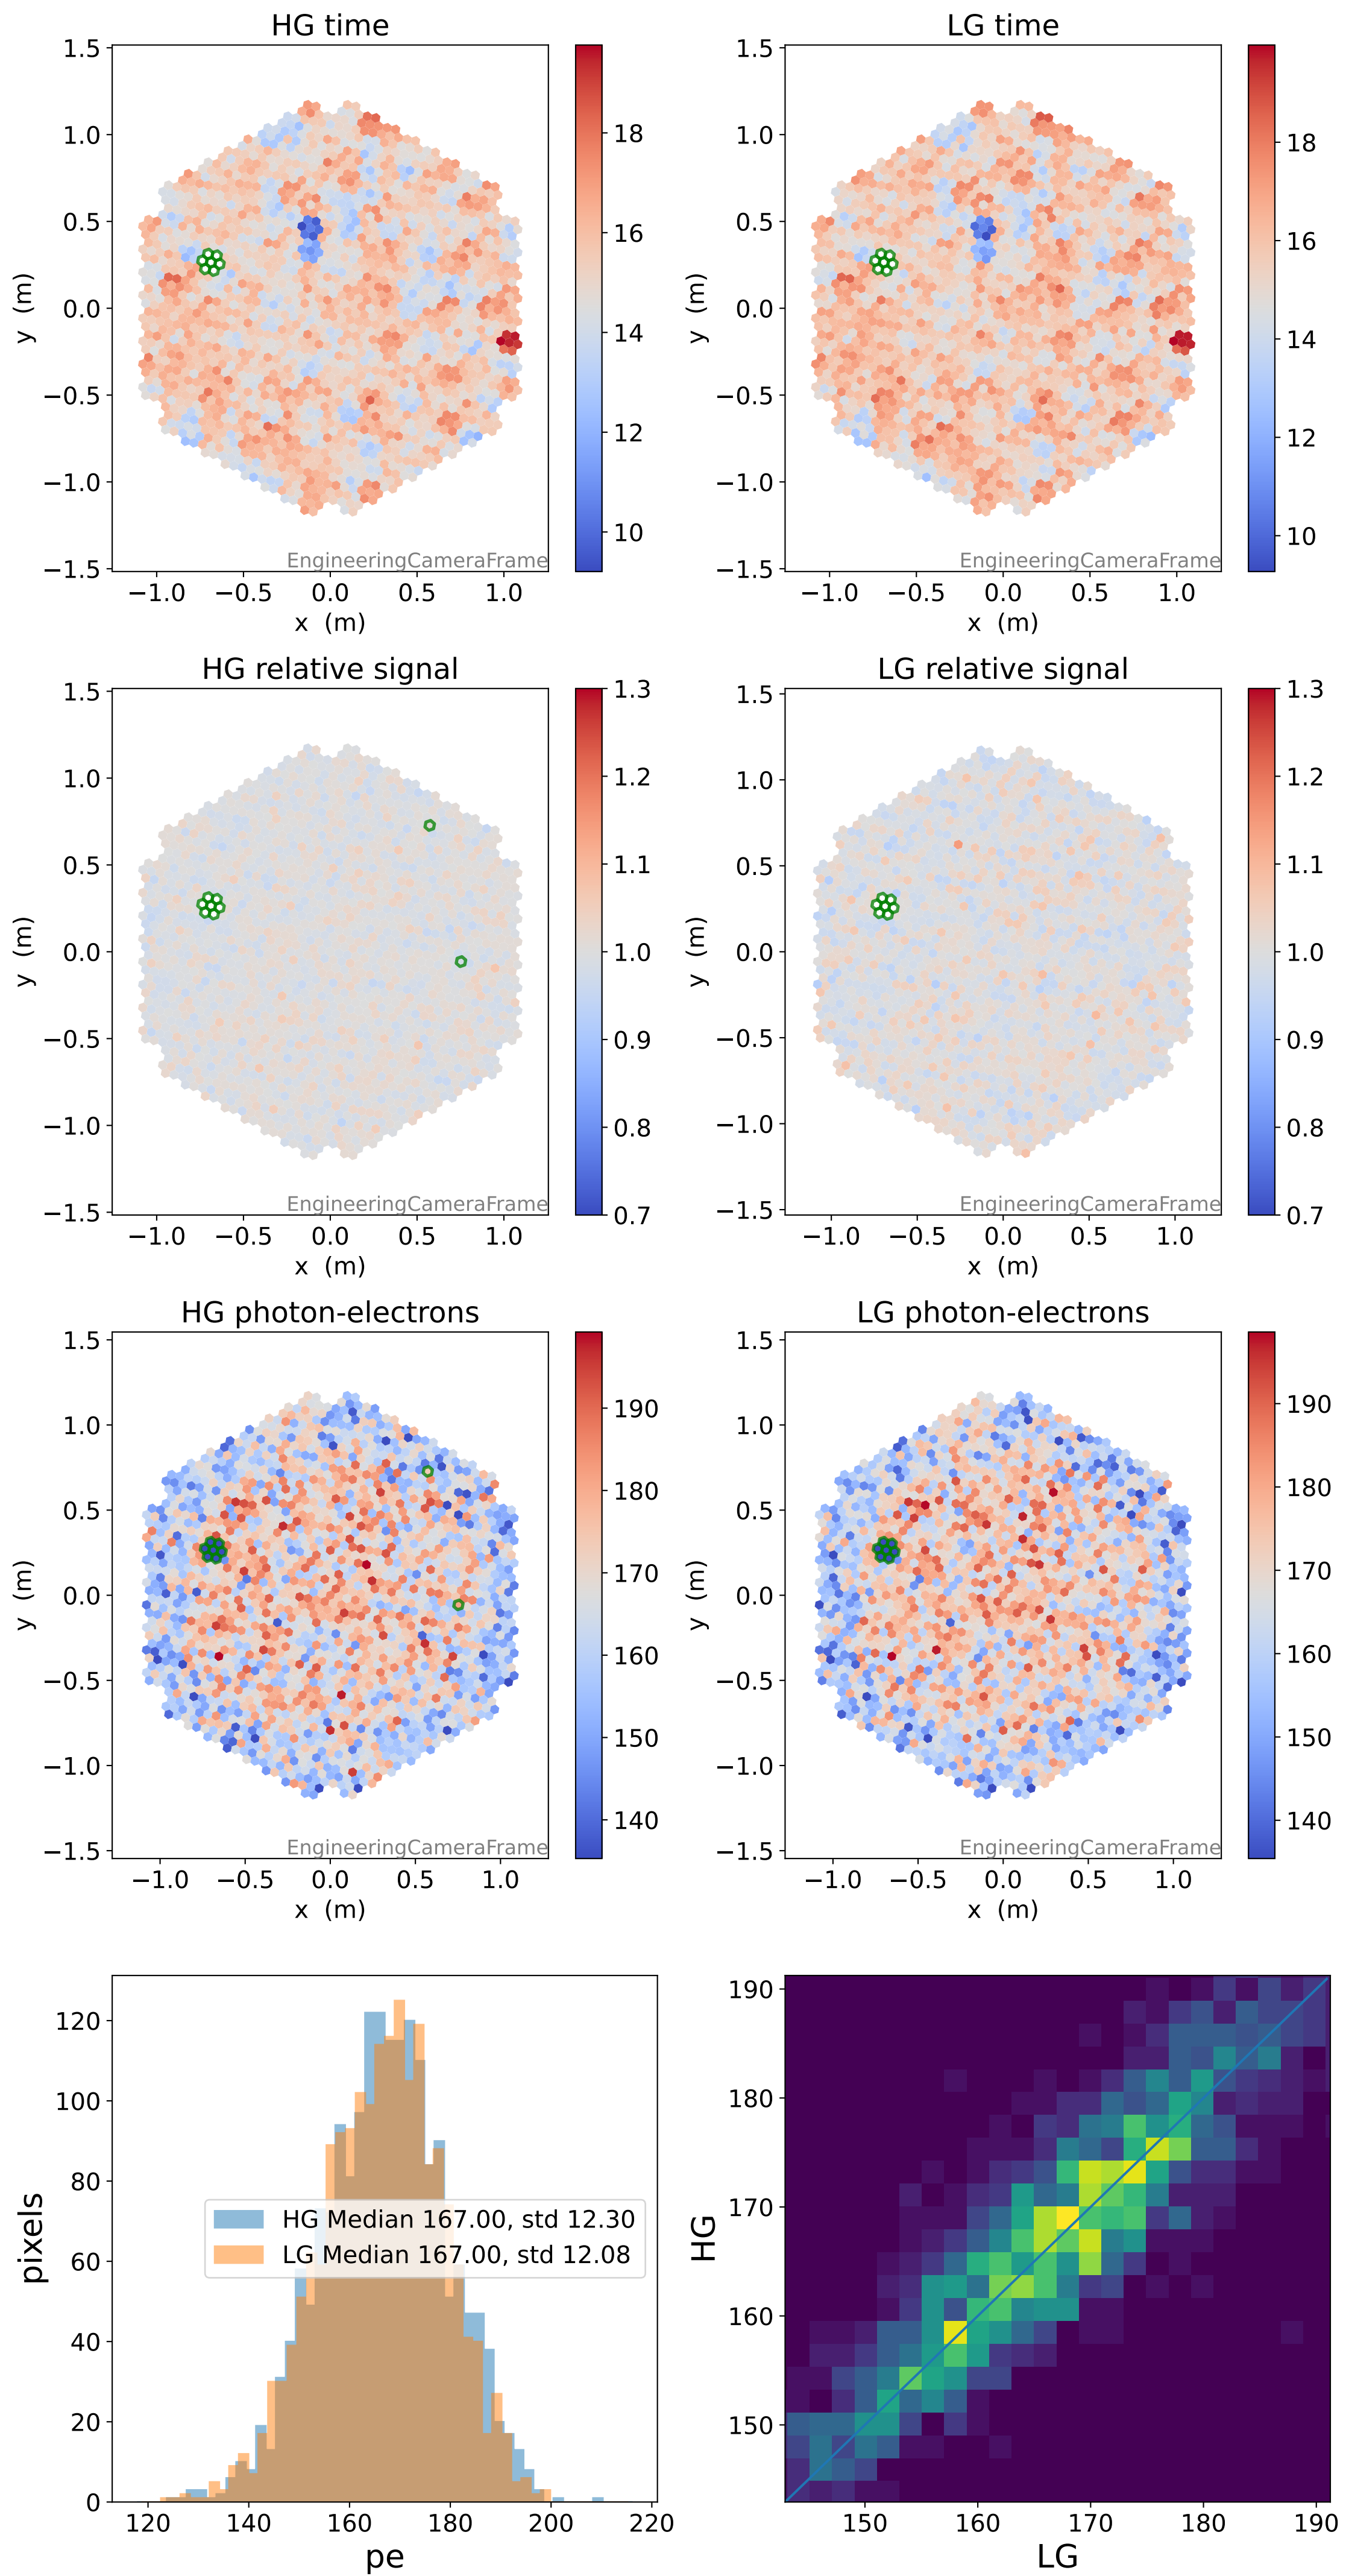 HG time
LG time
1.5
1.0
0.5
0.0
−0.5
−1.0
−1.5
y (m)
−1.0 −0.5 0.0 0.5 1.0
x (m)
EngineeringCameraFrame
18
16
14
12
10
1.5
1.0
0.5
0.0
−0.5
−1.0
−1.5
y (m)
−1.0 −0.5 0.0 0.5 1.0
x (m)
EngineeringCameraFrame
18
16
14
12
10
HG relative signal
LG relative signal
1.5
1.0
0.5
0.0
−0.5
−1.0
−1.5
y (m)
−1.0 −0.5 0.0 0.5 1.0
x (m)
EngineeringCameraFrame
1.3
1.2
1.1
1.0
0.9
0.8
0.7
1.5
1.0
0.5
0.0
−0.5
−1.0
−1.5
y (m)
−1.0 −0.5 0.0 0.5 1.0
x (m)
EngineeringCameraFrame
1.3
1.2
1.1
1.0
0.9
0.8
0.7
HG photon-electrons
LG photon-electrons
1.5
1.0
0.5
0.0
−0.5
−1.0
−1.5
y (m)
−1.0 −0.5 0.0 0.5 1.0
x (m)
EngineeringCameraFrame
190
180
170
160
150
140
1.5
1.0
0.5
0.0
−0.5
−1.0
−1.5
y (m)
−1.0 −0.5 0.0 0.5 1.0
x (m)
EngineeringCameraFrame
190
180
170
160
150
140
120
100
80
60
40
20
0
pixels
HG Median 167.00, std 12.30
LG Median 167.00, std 12.08
120 140 160 180 200 220
pe
190
180
170
160
150
HG
150 160 170 180 190
LG